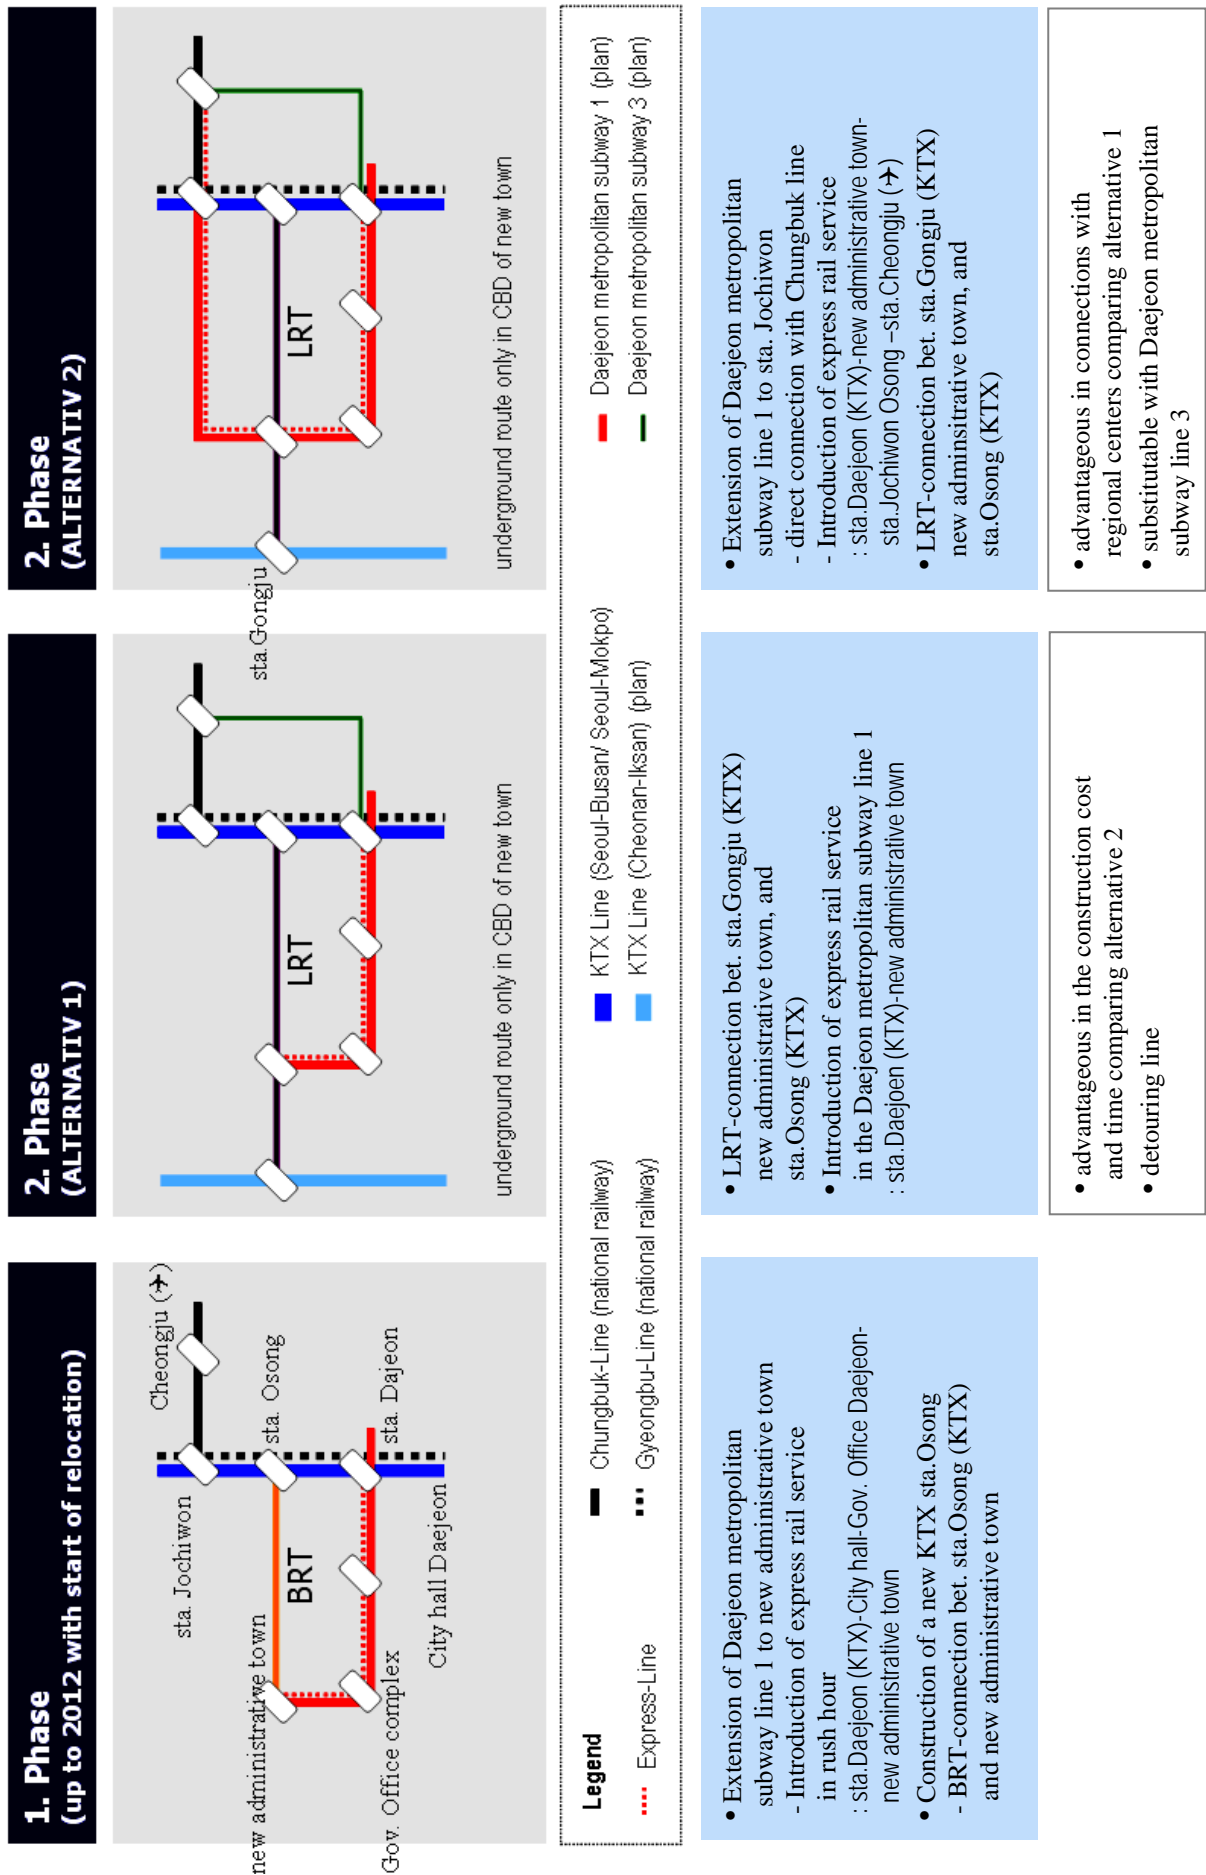 1. Phase
(up to 2012 with start of relocation)
2. Phase
(ALTERNATIV 1)
2. Phase
(ALTERNATIV 2)
sta. Jochiwon
Cheongju (✈)
new administrative town
sta. Osong
BRT
Gov. Office complex
sta. Dajeon
City hall Daejeon
LRT
underground route only in CBD of new town
sta.Gongju
LRT
underground route only in CBD of new town
Legend
Express-Line
Chungbuk-Line (national railway)
Gyeongbu-Line (national railway)
KTX Line (Seoul-Busan/ Seoul-Mokpo)
KTX Line (Cheonan-Iksan) (plan)
Daejeon metropolitan subway 1 (plan)
Daejeon metropolitan subway 3 (plan)
• Extension of Daejeon metropolitan
subway line 1 to new administrative town
- Introduction of express rail service
in rush hour
: sta.Daejeon (KTX)-City hall-Gov. Office Daejeon-
new administrative town
• Construction of a new KTX sta.Osong
- BRT-connection bet. sta.Osong (KTX)
and new administrative town
• LRT-connection bet. sta.Gongju (KTX)
new administrative town, and
sta.Osong (KTX)
• Introduction of express rail service
in the Daejeon metropolitan subway line 1
: sta.Daejoen (KTX)-new administrative town
• Extension of Daejeon metropolitan
subway line 1 to sta. Jochiwon
- direct connection with Chungbuk line
- Introduction of express rail service
: sta.Daejeon (KTX)-new administrative town-
sta.Jochiwon Osong –sta.Cheongju (✈)
• LRT-connection bet. sta.Gongju (KTX)
new adminsitrative town, and
sta.Osong (KTX)
• advantageous in the construction cost
and time comparing alternative 2
• detouring line
• advantageous in connections with
regional centers comparing alternative 1
• substitutable with Daejeon metropolitan
subway line 3